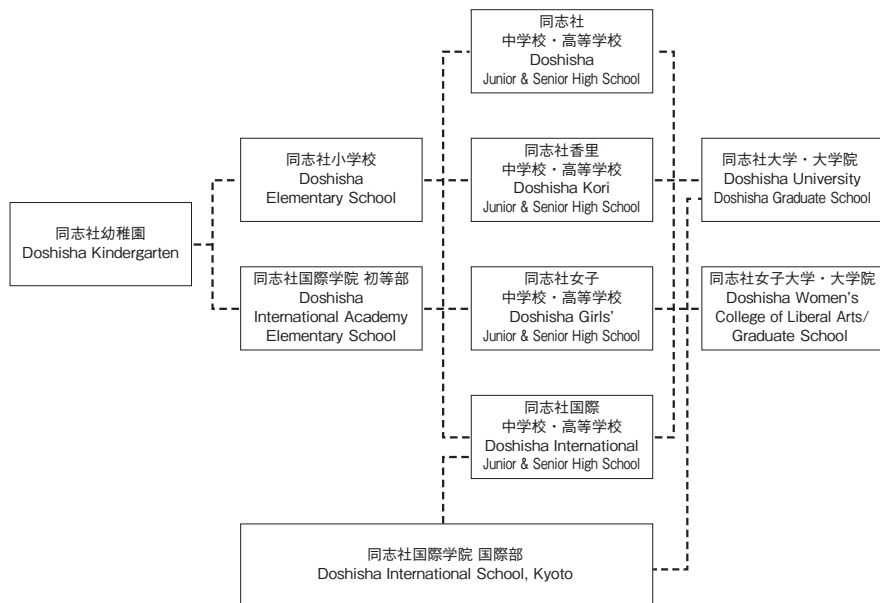 同志社
中学校・高等学校
Doshisha
Junior & Senior High School
同志社小学校
Doshisha
Elementary School
同志社香里
中学校・高等学校
Doshisha Kori
Junior & Senior High School
同志社大学・大学院
Doshisha University
Doshisha Graduate School
同志社幼稚園
Doshisha Kindergarten
同志社国際学院 初等部
Doshisha
International Academy
Elementary School
同志社女子
中学校・高等学校
Doshisha Girls’
Junior & Senior High School
同志社女子大学・大学院
Doshisha Women’s
College of Liberal Arts/
Graduate School
同志社国際
中学校・高等学校
Doshisha International
Junior & Senior High School
同志社国際学院 国際部
Doshisha International School, Kyoto